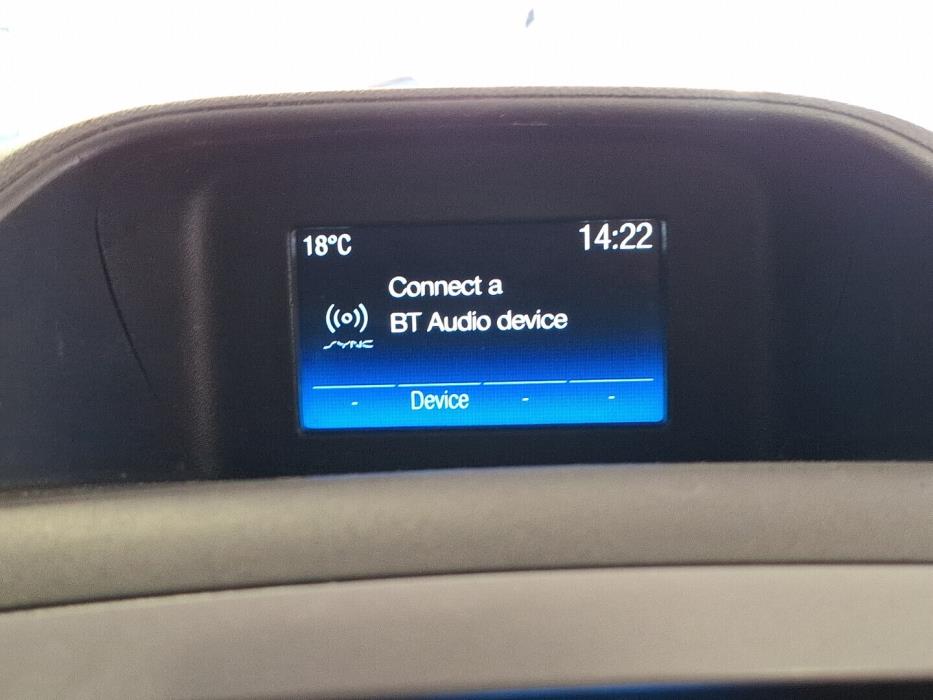 18°C 14:22
Connect a
BT Audio device
SYNC
- Device - -